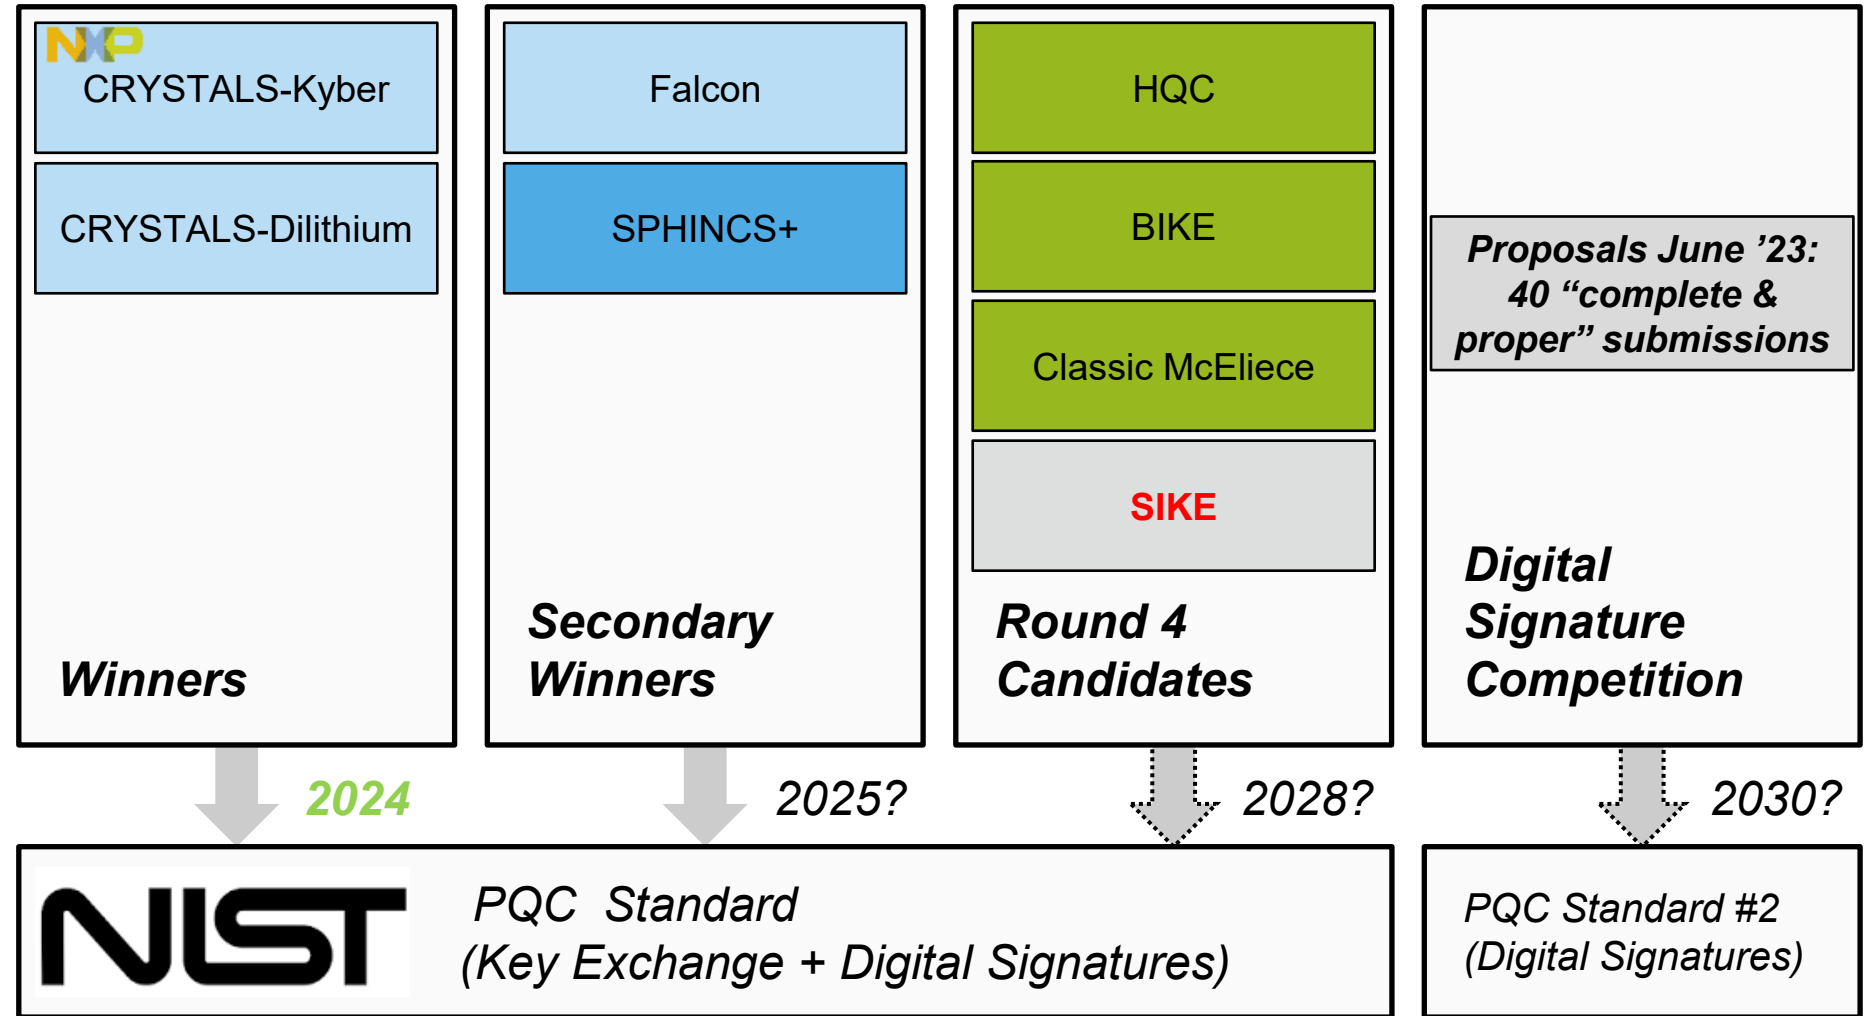 NXP
CRYSTALS-Kyber
CRYSTALS-Dilithium
Winners
Falcon
SPHINCS+
Secondary
Winners
HQC
BIKE
Classic McEliece
SIKE
Round 4
Candidates
Proposals June ’23:
40 “complete &
proper” submissions
Digital
Signature
Competition
2024
2025?
2028?
2030?
NIST
PQC Standard
(Key Exchange + Digital Signatures)
PQC Standard #2
(Digital Signatures)